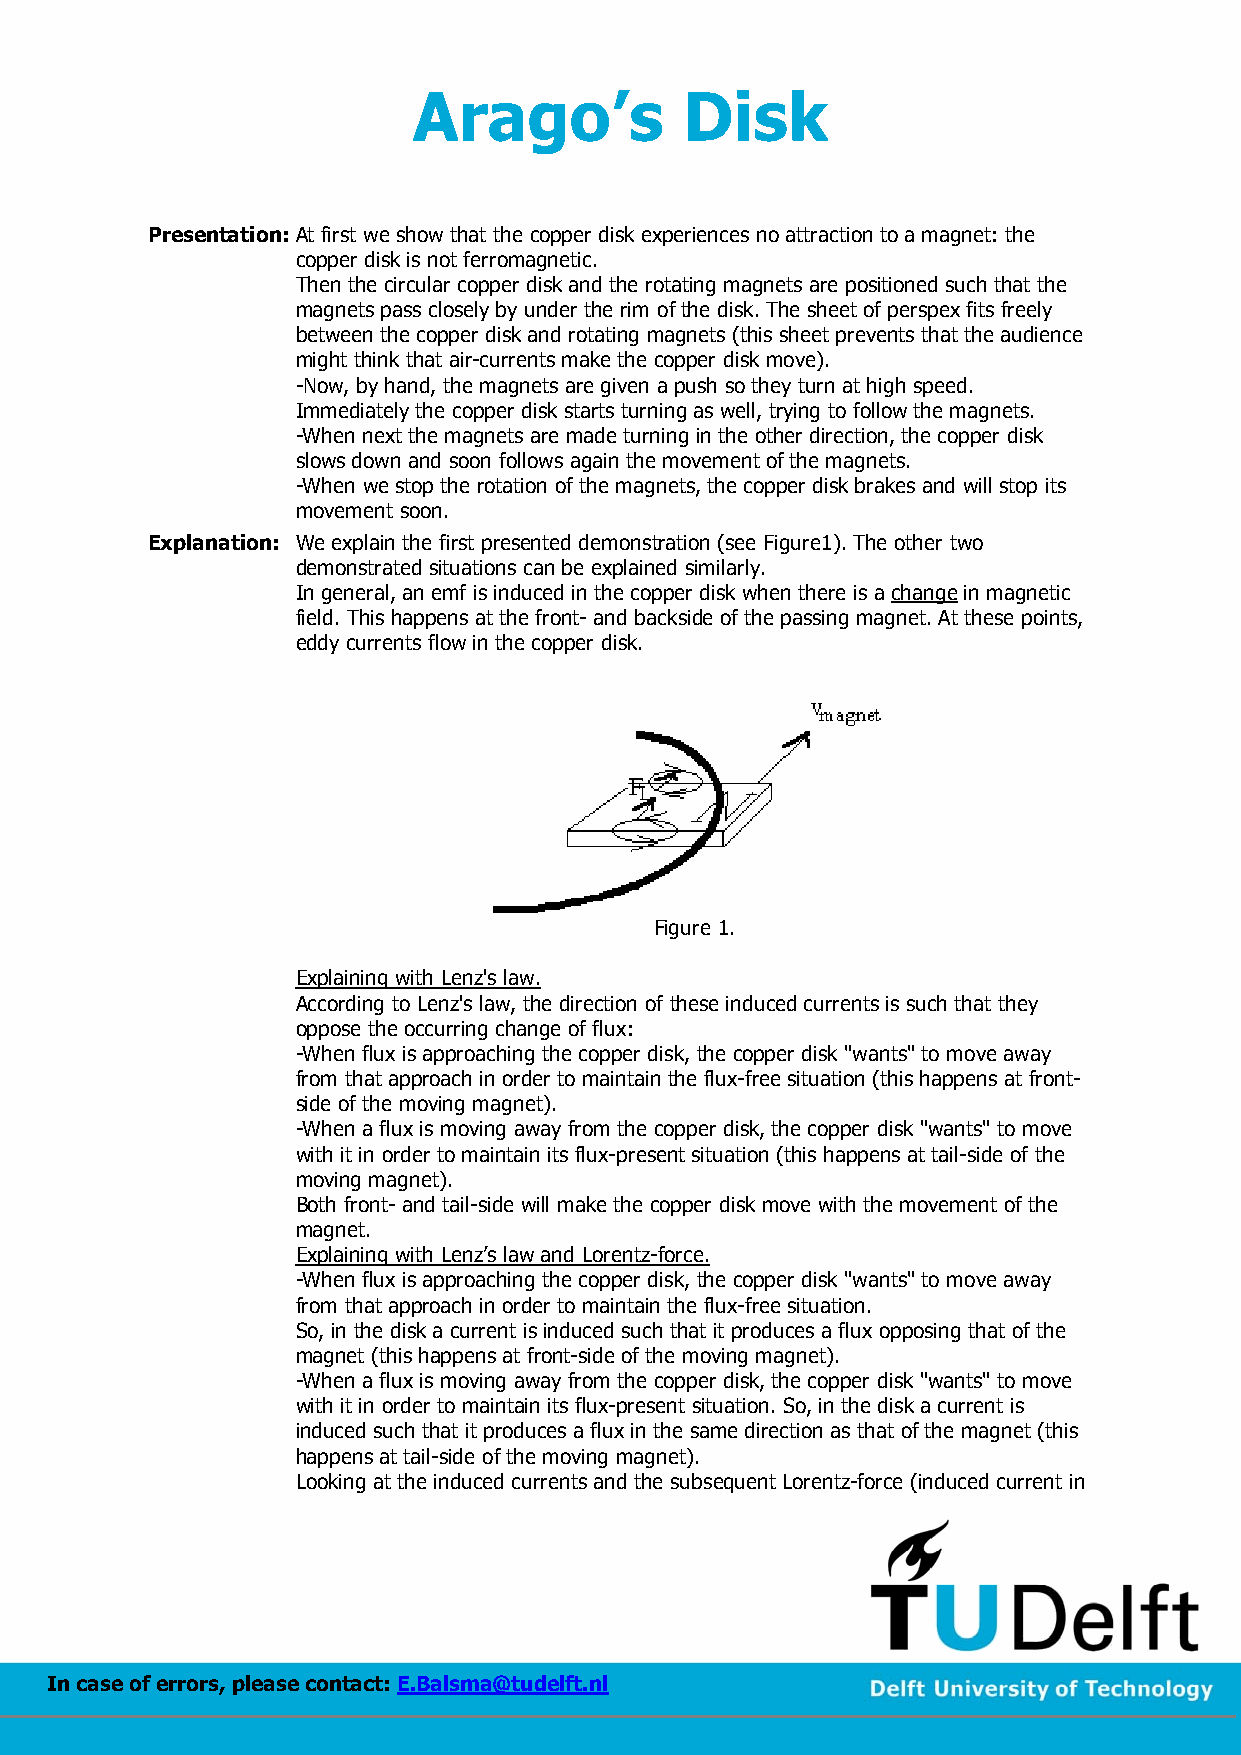 Arago’s Disk
Presentation: At first we show that the copper disk experiences no attraction to a magnet: the
copper disk is not ferromagnetic.
Then the circular copper disk and the rotating magnets are positioned such that the
magnets pass closely by under the rim of the disk. The sheet of perspex fits freely
between the copper disk and rotating magnets (this sheet prevents that the audience
might think that air-currents make the copper disk move).
-Now, by hand, the magnets are given a push so they turn at high speed.
Immediately the copper disk starts turning as well, trying to follow the magnets.
-When next the magnets are made turning in the other direction, the copper disk
slows down and soon follows again the movement of the magnets.
-When we stop the rotation of the magnets, the copper disk brakes and will stop its
movement soon.
Explanation: We explain the first presented demonstration (see Figure1). The other two
demonstrated situations can be explained similarly.
In general, an emf is induced in the copper disk when there is a change in magnetic
field. This happens at the front- and backside of the passing magnet. At these points,
eddy currents flow in the copper disk.
vmagnet
FL
N
Figure 1.
Explaining with Lenz's law.
According to Lenz's law, the direction of these induced currents is such that they
oppose the occurring change of flux:
-When flux is approaching the copper disk, the copper disk "wants" to move away
from that approach in order to maintain the flux-free situation (this happens at front-
side of the moving magnet).
-When a flux is moving away from the copper disk, the copper disk "wants" to move
with it in order to maintain its flux-present situation (this happens at tail-side of the
moving magnet).
Both front- and tail-side will make the copper disk move with the movement of the
magnet.
Explaining with Lenz’s law and Lorentz-force.
-When flux is approaching the copper disk, the copper disk "wants" to move away
from that approach in order to maintain the flux-free situation.
So, in the disk a current is induced such that it produces a flux opposing that of the
magnet (this happens at front-side of the moving magnet).
-When a flux is moving away from the copper disk, the copper disk "wants" to move
with it in order to maintain its flux-present situation. So, in the disk a current is
induced such that it produces a flux in the same direction as that of the magnet (this
happens at tail-side of the moving magnet).
Looking at the induced currents and the subsequent Lorentz-force (induced current in
TUDelft
In case of errors, please contact: E.Balsma@tudelft.nl
Delft University of Technology